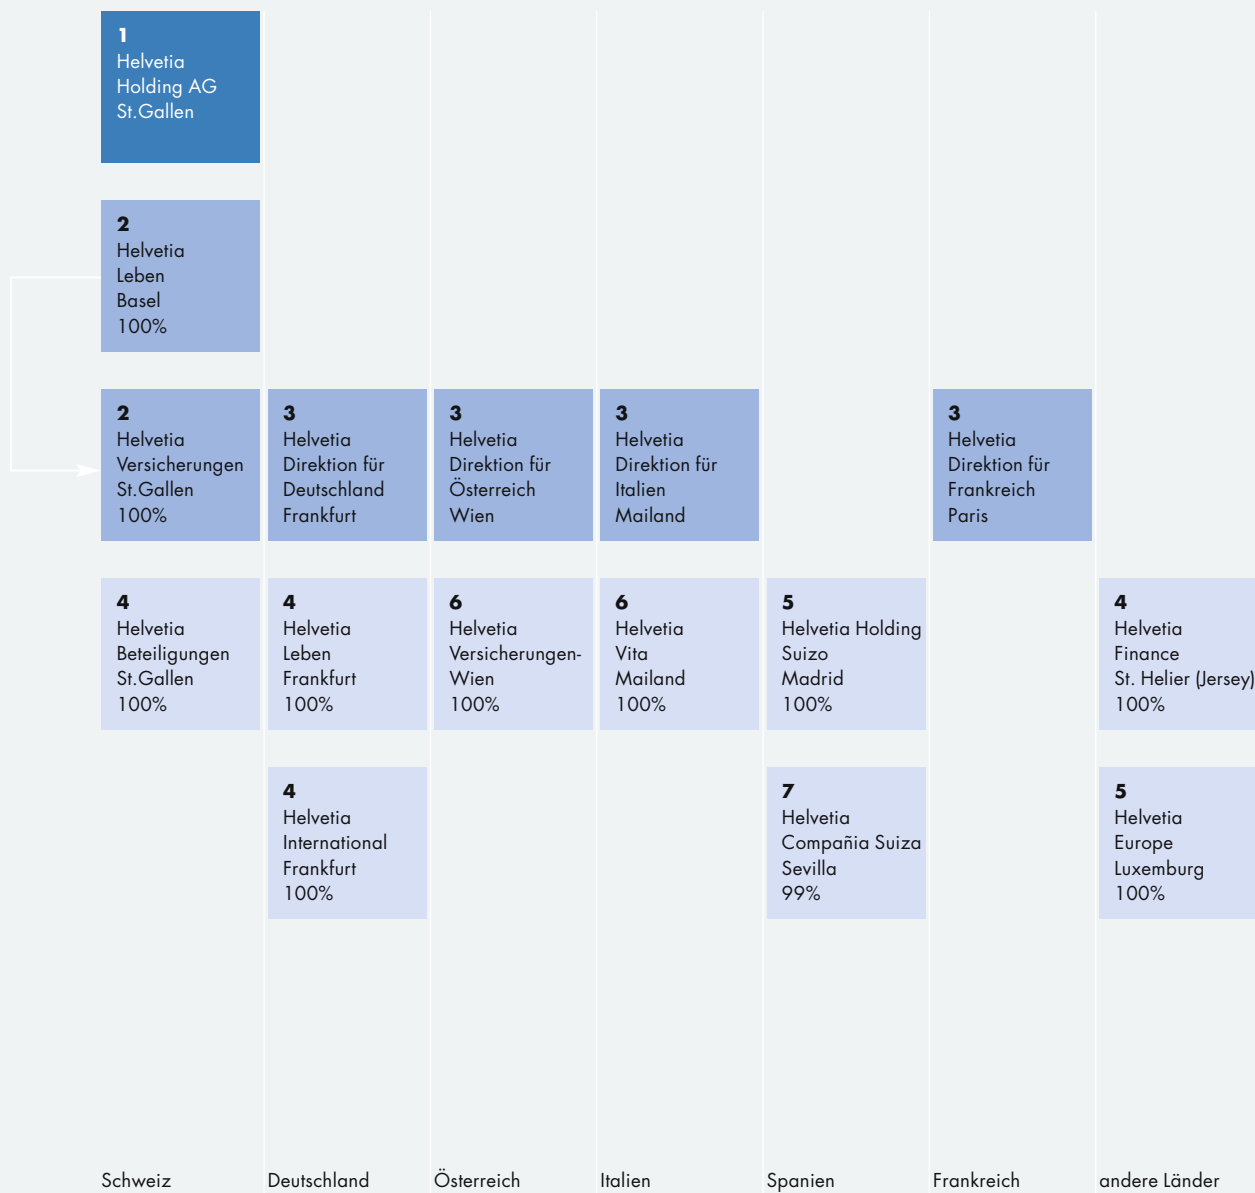 1
Helvetia
Holding AG
St.Gallen
2
Helvetia
Leben
Basel
100%
2
Helvetia
Versicherungen
St.Gallen
100%
3
Helvetia
Direktion für
Deutschland
Frankfurt
3
Helvetia
Direktion für
Österreich
Wien
3
Helvetia
Direktion für
Italien
Mailand
3
Helvetia
Direktion für
Frankreich
Paris
4
Helvetia
Beteiligungen
St.Gallen
100%
4
Helvetia
Leben
Frankfurt
100%
6
Helvetia
Versicherungen-
Wien
100%
6
Helvetia
Vita
Mailand
100%
5
Helvetia Holding
Suizo
Madrid
100%
4
Helvetia
Finance
St. Helier (Jersey)
100%
4
Helvetia
International
Frankfurt
100%
7
Helvetia
Compañia Suiza
Sevilla
99%
5
Helvetia
Europe
Luxemburg
100%
Schweiz
Deutschland
Österreich
Italien
Spanien
Frankreich
andere Länder